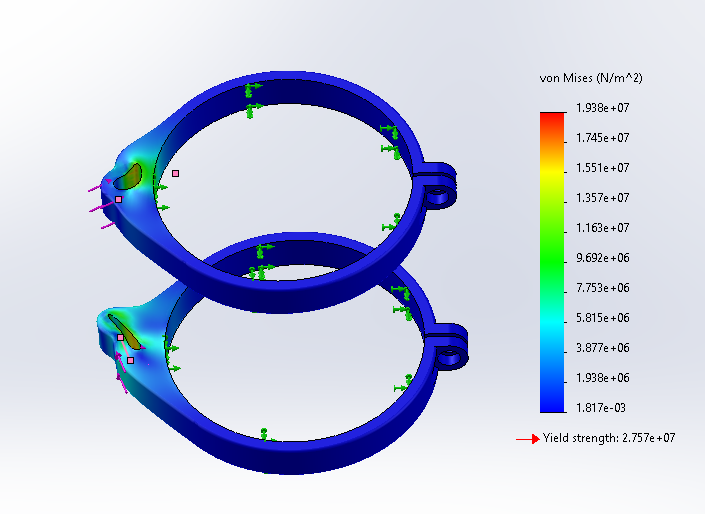 von Mises (N/m^2)
1.938e+07
1.745e+07
1.551e+07
1.357e+07
1.163e+07
9.692e+06
7.753e+06
5.815e+06
3.877e+06
1.938e+06
1.817e-03
Yield strength: 2.757e+07